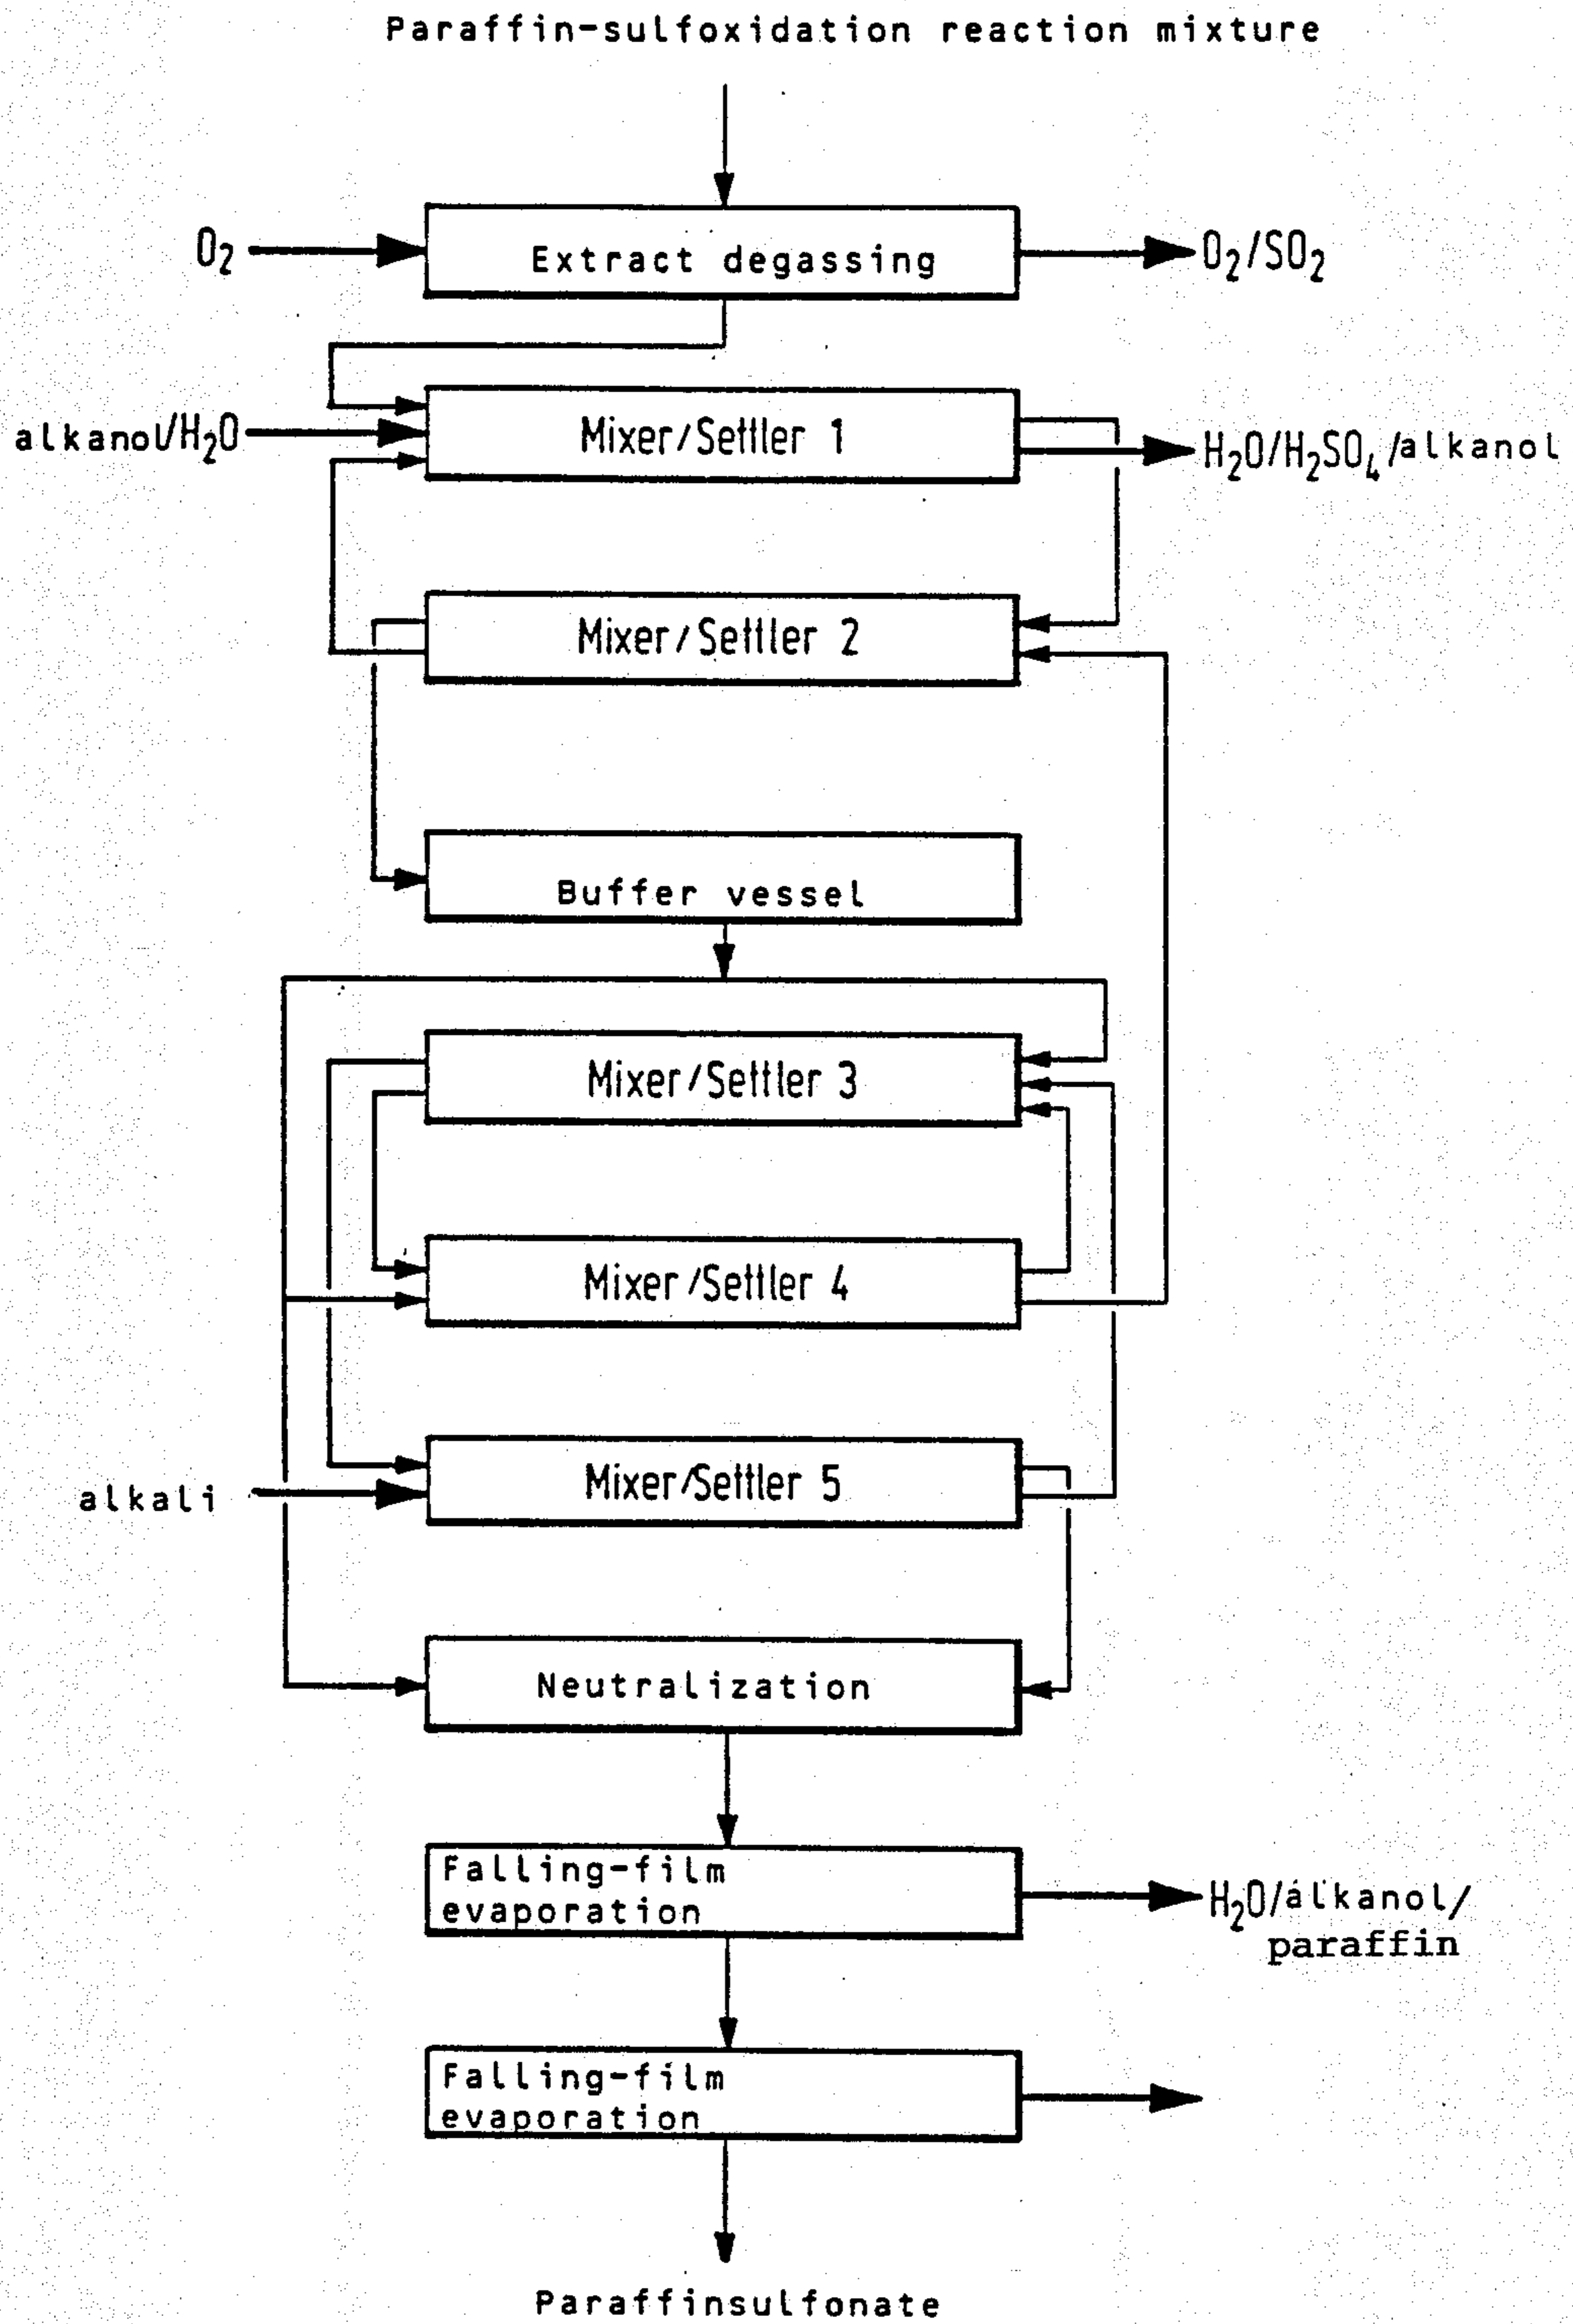 Paraffin-sulfoxidation reaction mixture
O₂
Extract degassing
O₂/SO₂
alkanol/H₂O
Mixer/Settler 1
H₂O/H₂SO₄/alkanol
Mixer/Settler 2
Buffer vessel
Mixer/Settler 3
Mixer/Settler 4
Mixer/Settler 5
alkali
Neutralization
Falling-film
evaporation
H₂O/alkanol/
paraffin
Falling-film
evaporation
Paraffinsulfonate